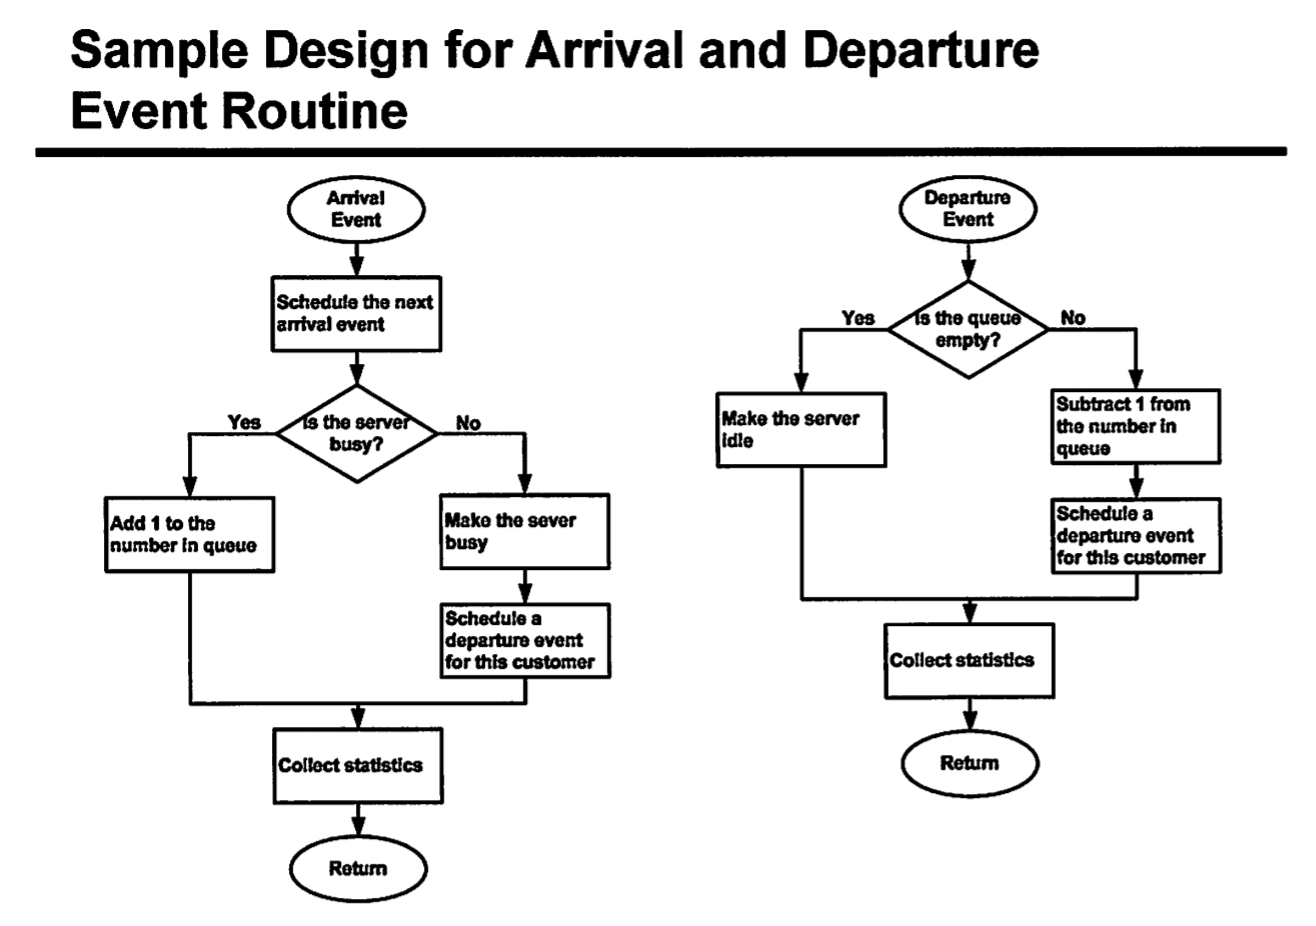 Sample Design for Arrival and Departure
Event Routine
Arrival
Event
Schedule the next
arrival event
Is the server
busy?
Yes
No
Add 1 to the
number in queue
Make the sever
busy
Schedule a
departure event
for this customer
Collect statistics
Return
Departure
Event
Is the queue
empty?
Yes
No
Make the server
idle
Subtract 1 from
the number in
queue
Schedule a
departure event
for this customer
Collect statistics
Return